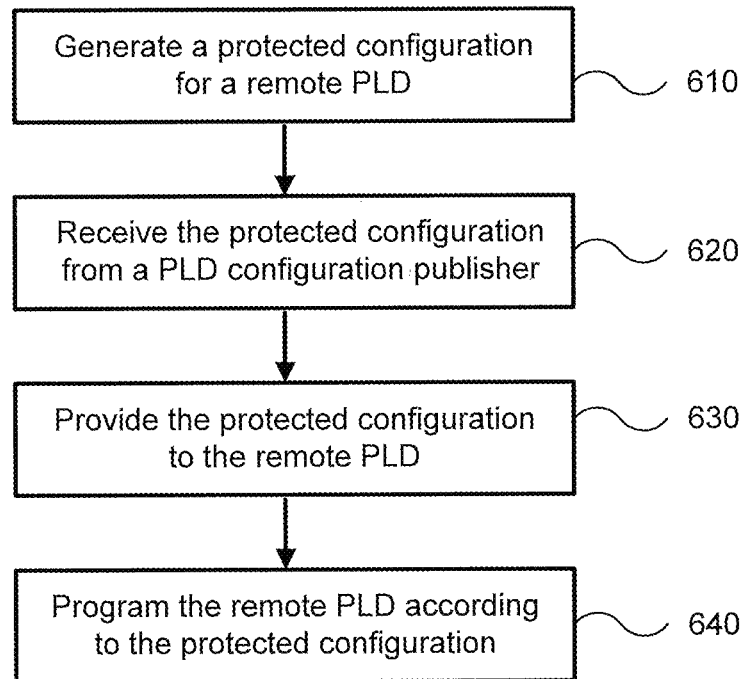 Generate a protected configuration
for a remote PLD
610
Receive the protected configuration
from a PLD configuration publisher
620
Provide the protected configuration
to the remote PLD
630
Program the remote PLD according
to the protected configuration
640